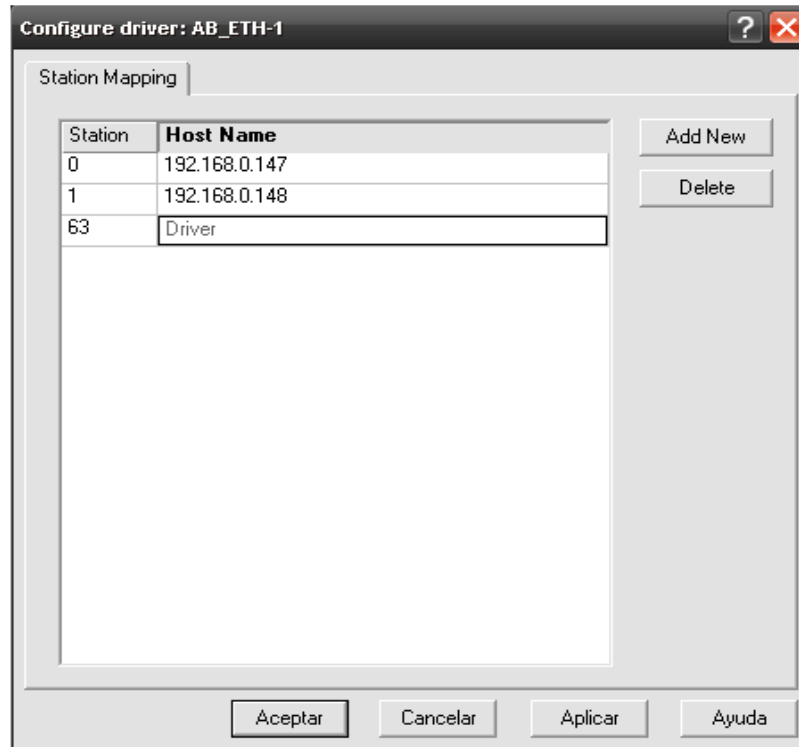 Configure driver: AB_ETH-1
Station Mapping
Station Host Name
0 192.168.0.147
1 192.168.0.148
63 Driver
Add New
Delete
Aceptar Cancelar Aplicar Ayuda